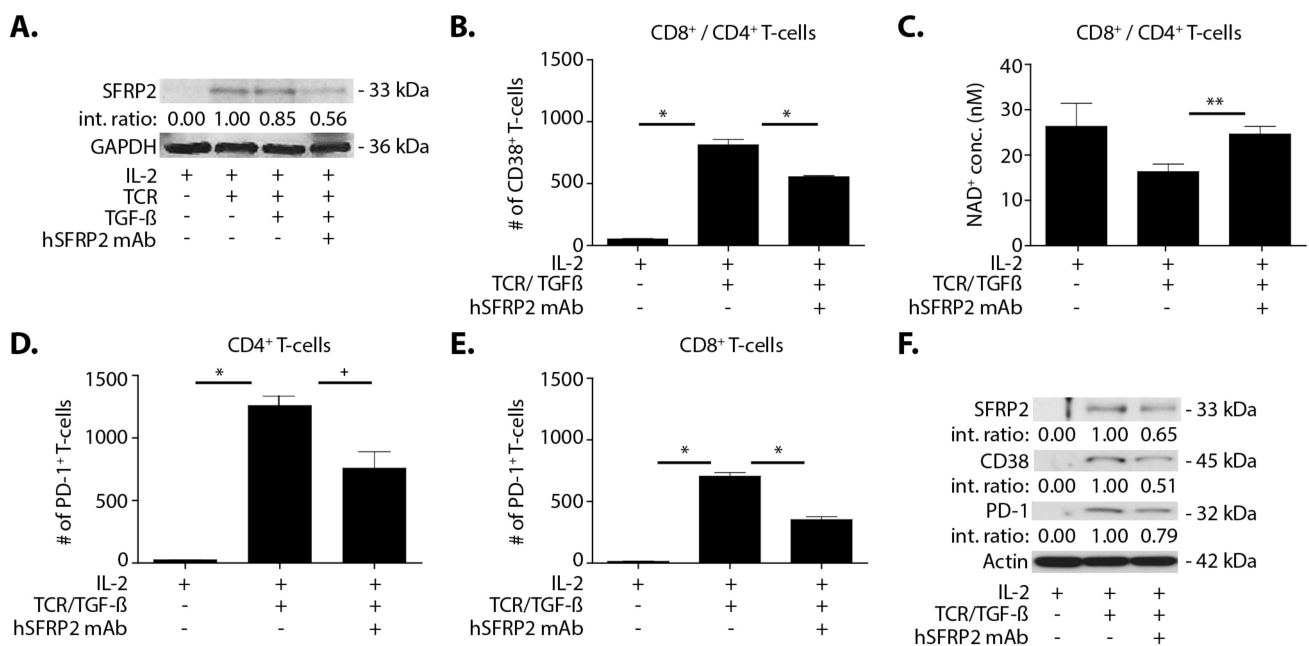 A.
SFRP2 - 33 kDa
int. ratio: 0.00 1.00 0.85 0.56
GAPDH - 36 kDa
IL-2 + + + +
TCR - + + +
TGF-ß - - + +
hSFRP2 mAb - - - +
B.
CD8⁺ / CD4⁺ T-cells
# of CD38⁺ T-cells
1500
1000
500
0
* *
IL-2 + + +
TCR/ TGFß - + +
hSFRP2 mAb - - +
C.
CD8⁺ / CD4⁺ T-cells
NAD⁺ conc. (nM)
40
30
20
10
0
**
IL-2 + + +
TCR/TGFß - + +
hSFRP2 mAb - - +
D.
CD4⁺ T-cells
# of PD-1⁺ T-cells
1500
1000
500
0
* +
IL-2 + + +
TCR/TGF-ß - + +
hSFRP2 mAb - - +
E.
CD8⁺ T-cells
# of PD-1⁺ T-cells
1500
1000
500
0
* *
IL-2 + + +
TCR/TGF-ß - + +
hSFRP2 mAb - - +
F.
SFRP2 - 33 kDa
int. ratio: 0.00 1.00 0.65
CD38 - 45 kDa
int. ratio: 0.00 1.00 0.51
PD-1 - 32 kDa
int. ratio: 0.00 1.00 0.79
Actin - 42 kDa
IL-2 + + +
TCR/TGF-ß - + +
hSFRP2 mAb - - +